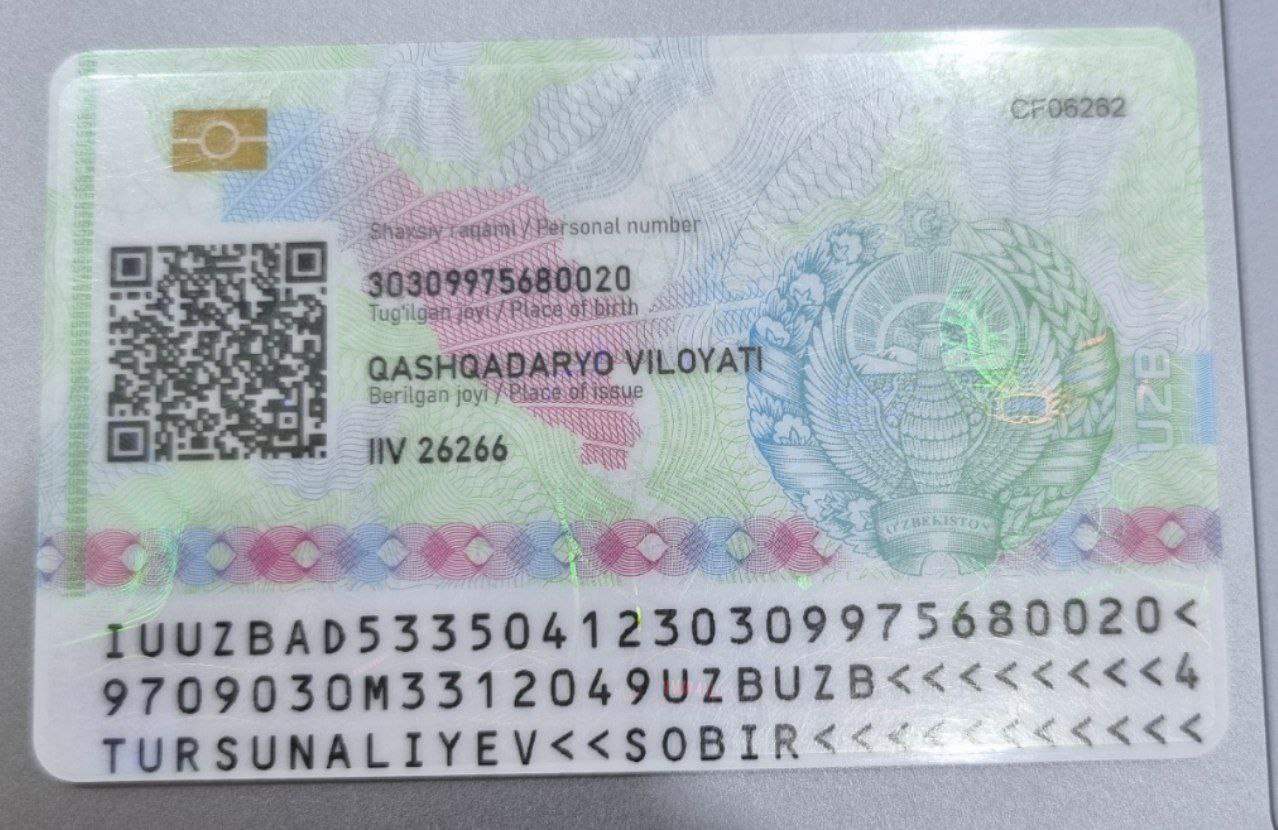 CF06262
Shaxsiy raqami / Personal number
30309975680020
Tug'ilgan joyi / Place of birth
QASHQADARYO VILOYATI
Berilgan joyi / Place of issue
IIV 26266
UZB
O'ZBEKISTON
IUUZBAD5335041230309975680020<
9709030M3312049UZBUZB<<<<<<<<4
TURSUNALIYEV<<SOBIR<<<<<<<<<<<